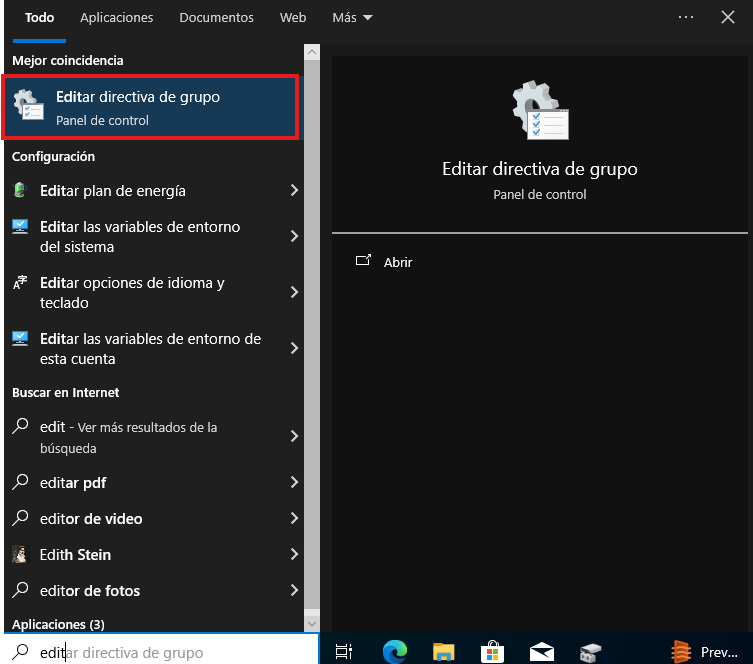 Todo Aplicaciones Documentos Web Más ...
Mejor coincidencia
Editar directiva de grupo
Panel de control
Configuración
Editar plan de energía
Editar las variables de entorno
del sistema
Editar opciones de idioma y
teclado
Editar las variables de entorno de
esta cuenta
Buscar en Internet
edit - Ver más resultados de la
búsqueda
editar pdf
editor de video
Edith Stein
editor de fotos
Aplicaciones (3)
editar directiva de grupo
Editar directiva de grupo
Panel de control
Abrir
Prev...